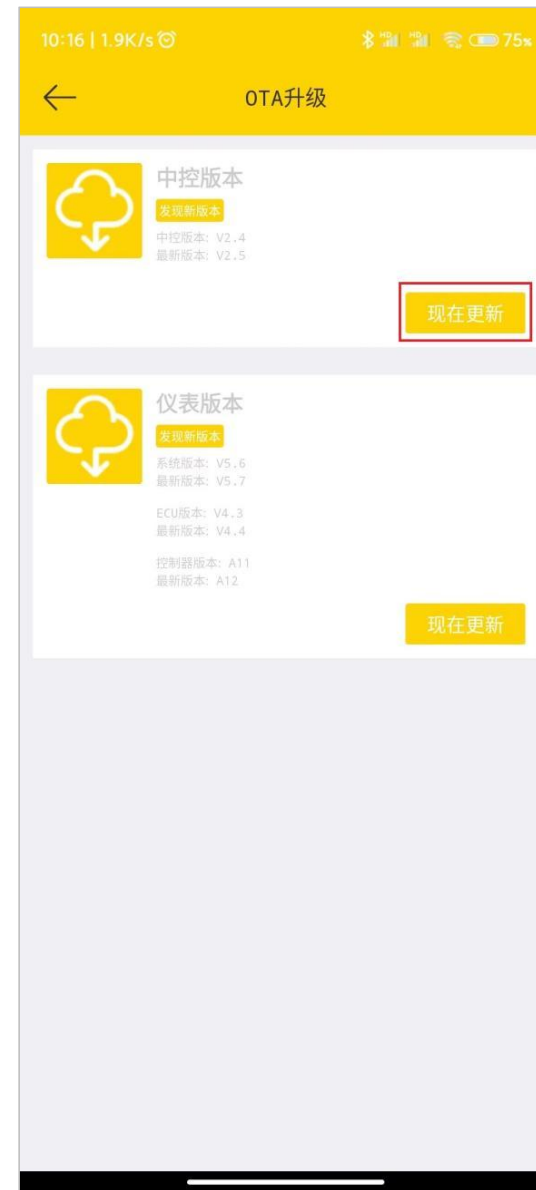 10:16 | 1.9K/s
75%
OTA升级
中控版本
发现新版本
中控版本: V2.4
最新版本: V2.5
现在更新
仪表版本
发现新版本
系统版本: V5.6
最新版本: V5.7
ECU版本: V4.3
最新版本: V4.4
控制器版本: A11
最新版本: A12
现在更新